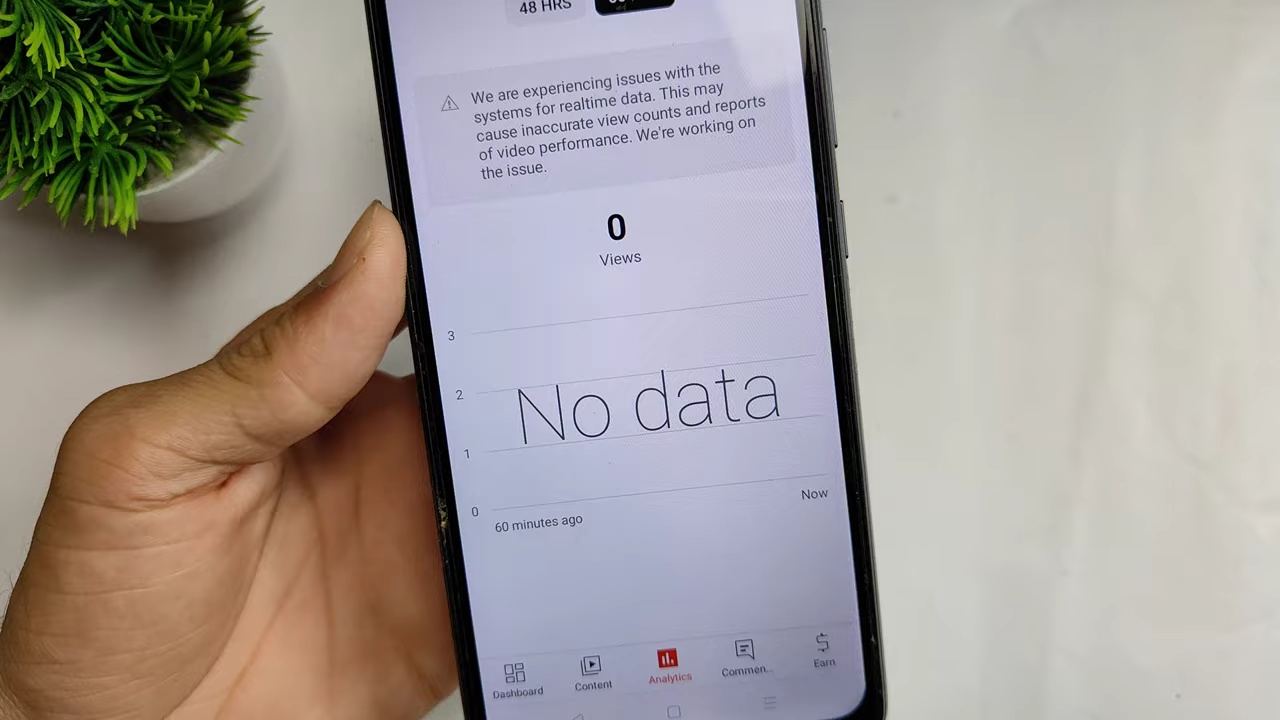 48 HRS
We are experiencing issues with the
systems for realtime data. This may
cause inaccurate view counts and reports
of video performance. We're working on
the issue.
0
Views
3
2
No data
1
0
60 minutes ago
Now
Dashboard
Content
Analytics
Commen...
Earn